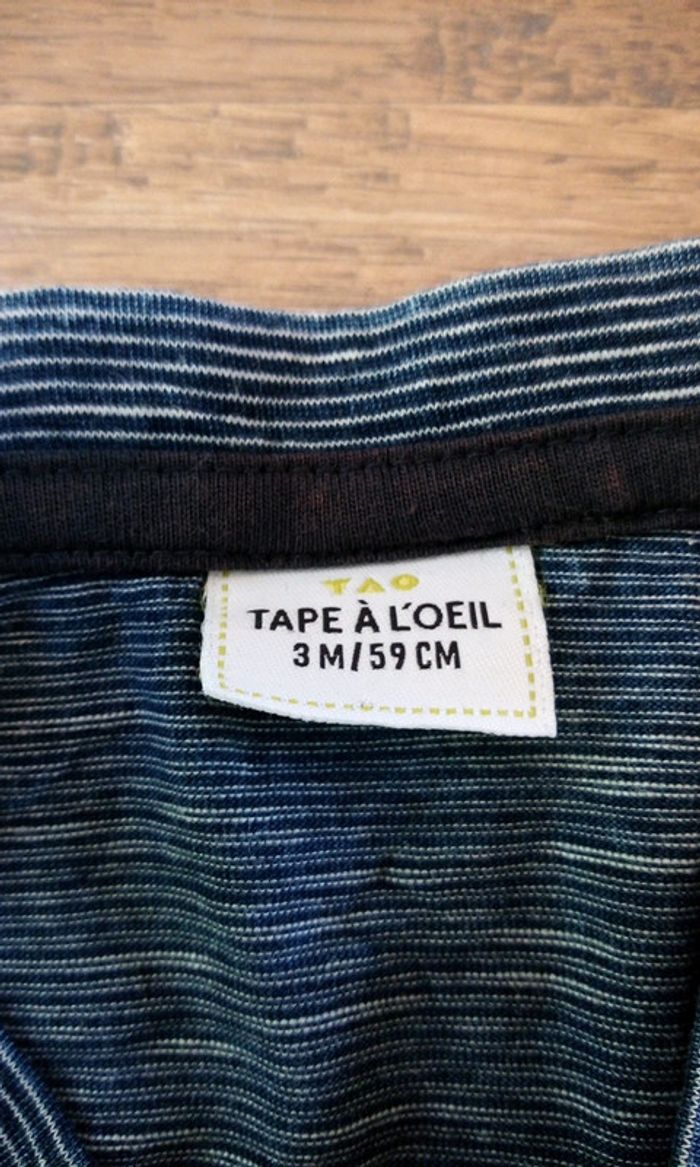 TAO
TAPE À L'OEIL
3 M/59 CM